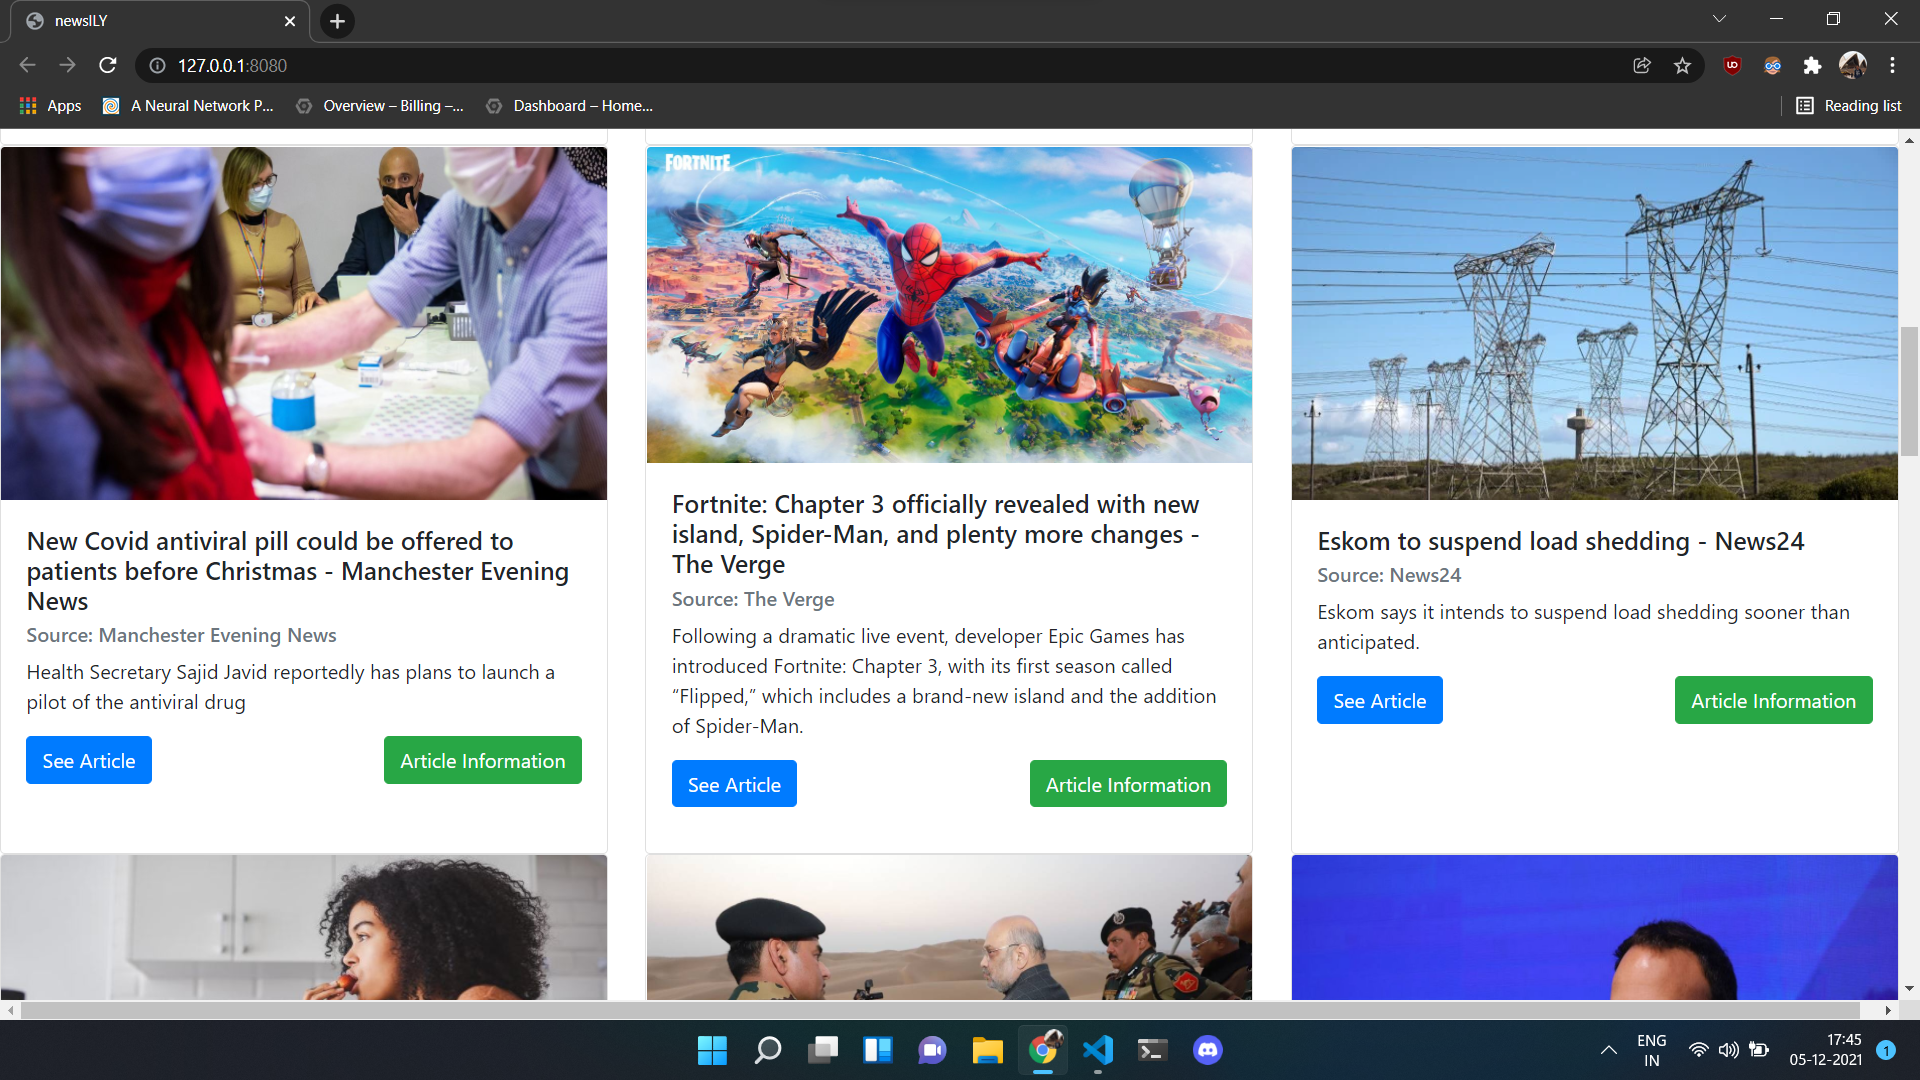 newsILY
127.0.0.1:8080
Apps
A Neural Network P...
Overview – Billing –...
Dashboard – Home...
Reading list
FORTNITE
New Covid antiviral pill could be offered to
patients before Christmas - Manchester Evening
News
Source: Manchester Evening News
Health Secretary Sajid Javid reportedly has plans to launch a
pilot of the antiviral drug
See Article
Article Information
Fortnite: Chapter 3 officially revealed with new
island, Spider-Man, and plenty more changes -
The Verge
Source: The Verge
Following a dramatic live event, developer Epic Games has
introduced Fortnite: Chapter 3, with its first season called
“Flipped,” which includes a brand-new island and the addition
of Spider-Man.
See Article
Article Information
Eskom to suspend load shedding - News24
Source: News24
Eskom says it intends to suspend load shedding sooner than
anticipated.
See Article
Article Information
ENG
IN
17:45
05-12-2021
1